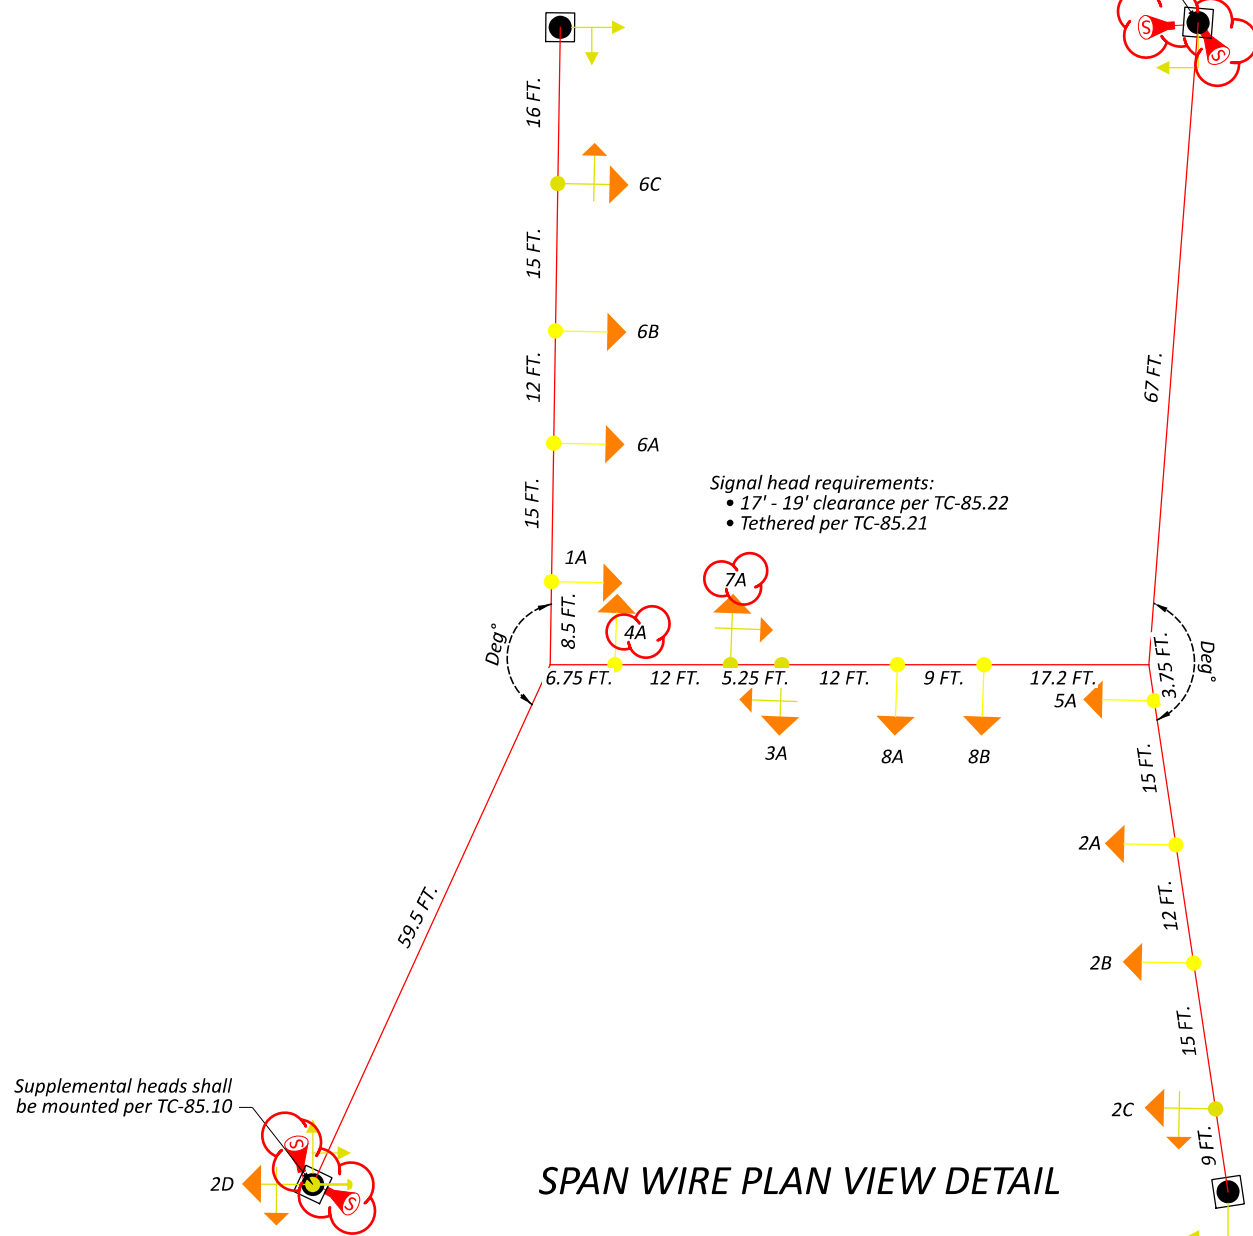 S
S
16 FT.
6C
15 FT.
6B
12 FT.
67 FT.
6A
15 FT.
Signal head requirements:
• 17' - 19' clearance per TC-85.22
• Tethered per TC-85.21
1A
7A
8.5 FT.
4A
Deg°
Deg°
3.75 FT.
6.75 FT.
12 FT.
5.25 FT.
12 FT.
9 FT.
17.2 FT.
5A
3A
8A
8B
15 FT.
2A
59.5 FT.
12 FT.
2B
15 FT.
Supplemental heads shall
be mounted per TC-85.10
2C
9 FT.
S
2D
S
SPAN WIRE PLAN VIEW DETAIL